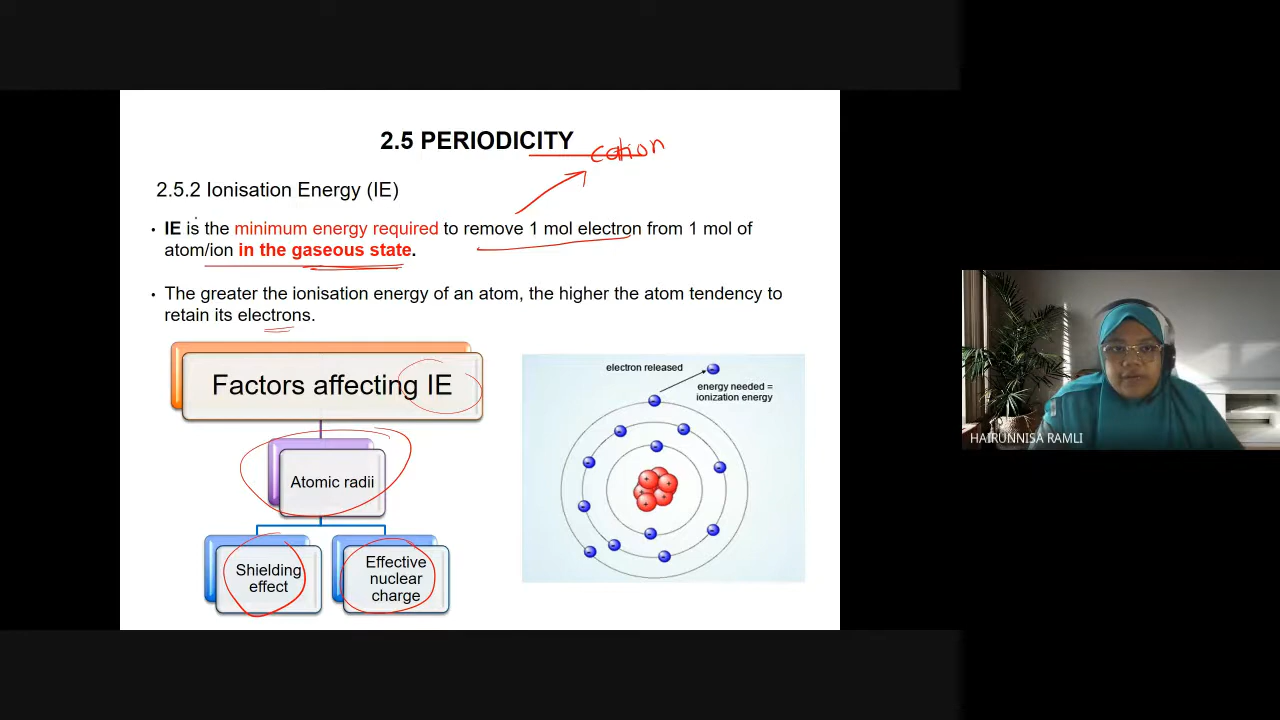 2.5 PERIODICITY
cation
2.5.2 Ionisation Energy (IE)
• IE is the minimum energy required to remove 1 mol electron from 1 mol of
atom/ion in the gaseous state.
• The greater the ionisation energy of an atom, the higher the atom tendency to
retain its electrons.
Factors affecting IE
Atomic radii
Shielding
effect
Effective
nuclear
charge
electron released
energy needed =
ionization energy
HAIRUNNISA RAMLI